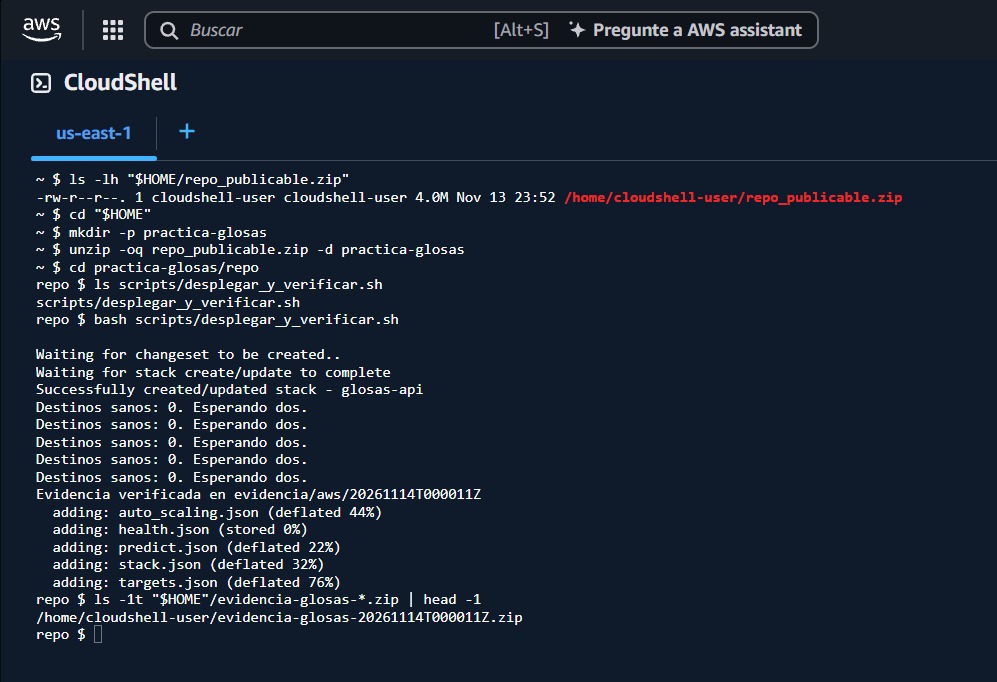 aws
Buscar [Alt+S] Pregunte a AWS assistant
CloudShell
us-east-1 +
~ $ ls -lh "$HOME/repo_publicable.zip"
-rw-r--r--. 1 cloudshell-user cloudshell-user 4.0M Nov 13 23:52 /home/cloudshell-user/repo_publicable.zip
~ $ cd "$HOME"
~ $ mkdir -p practica-glosas
~ $ unzip -oq repo_publicable.zip -d practica-glosas
~ $ cd practica-glosas/repo
repo $ ls scripts/desplegar_y_verificar.sh
scripts/desplegar_y_verificar.sh
repo $ bash scripts/desplegar_y_verificar.sh
Waiting for changeset to be created..
Waiting for stack create/update to complete
Successfully created/updated stack - glosas-api
Destinos sanos: 0. Esperando dos.
Destinos sanos: 0. Esperando dos.
Destinos sanos: 0. Esperando dos.
Destinos sanos: 0. Esperando dos.
Destinos sanos: 0. Esperando dos.
Evidencia verificada en evidencia/aws/20261114T000011Z
  adding: auto_scaling.json (deflated 44%)
  adding: health.json (stored 0%)
  adding: predict.json (deflated 22%)
  adding: stack.json (deflated 32%)
  adding: targets.json (deflated 76%)
repo $ ls -1t "$HOME"/evidencia-glosas-*.zip | head -1
/home/cloudshell-user/evidencia-glosas-20261114T000011Z.zip
repo $